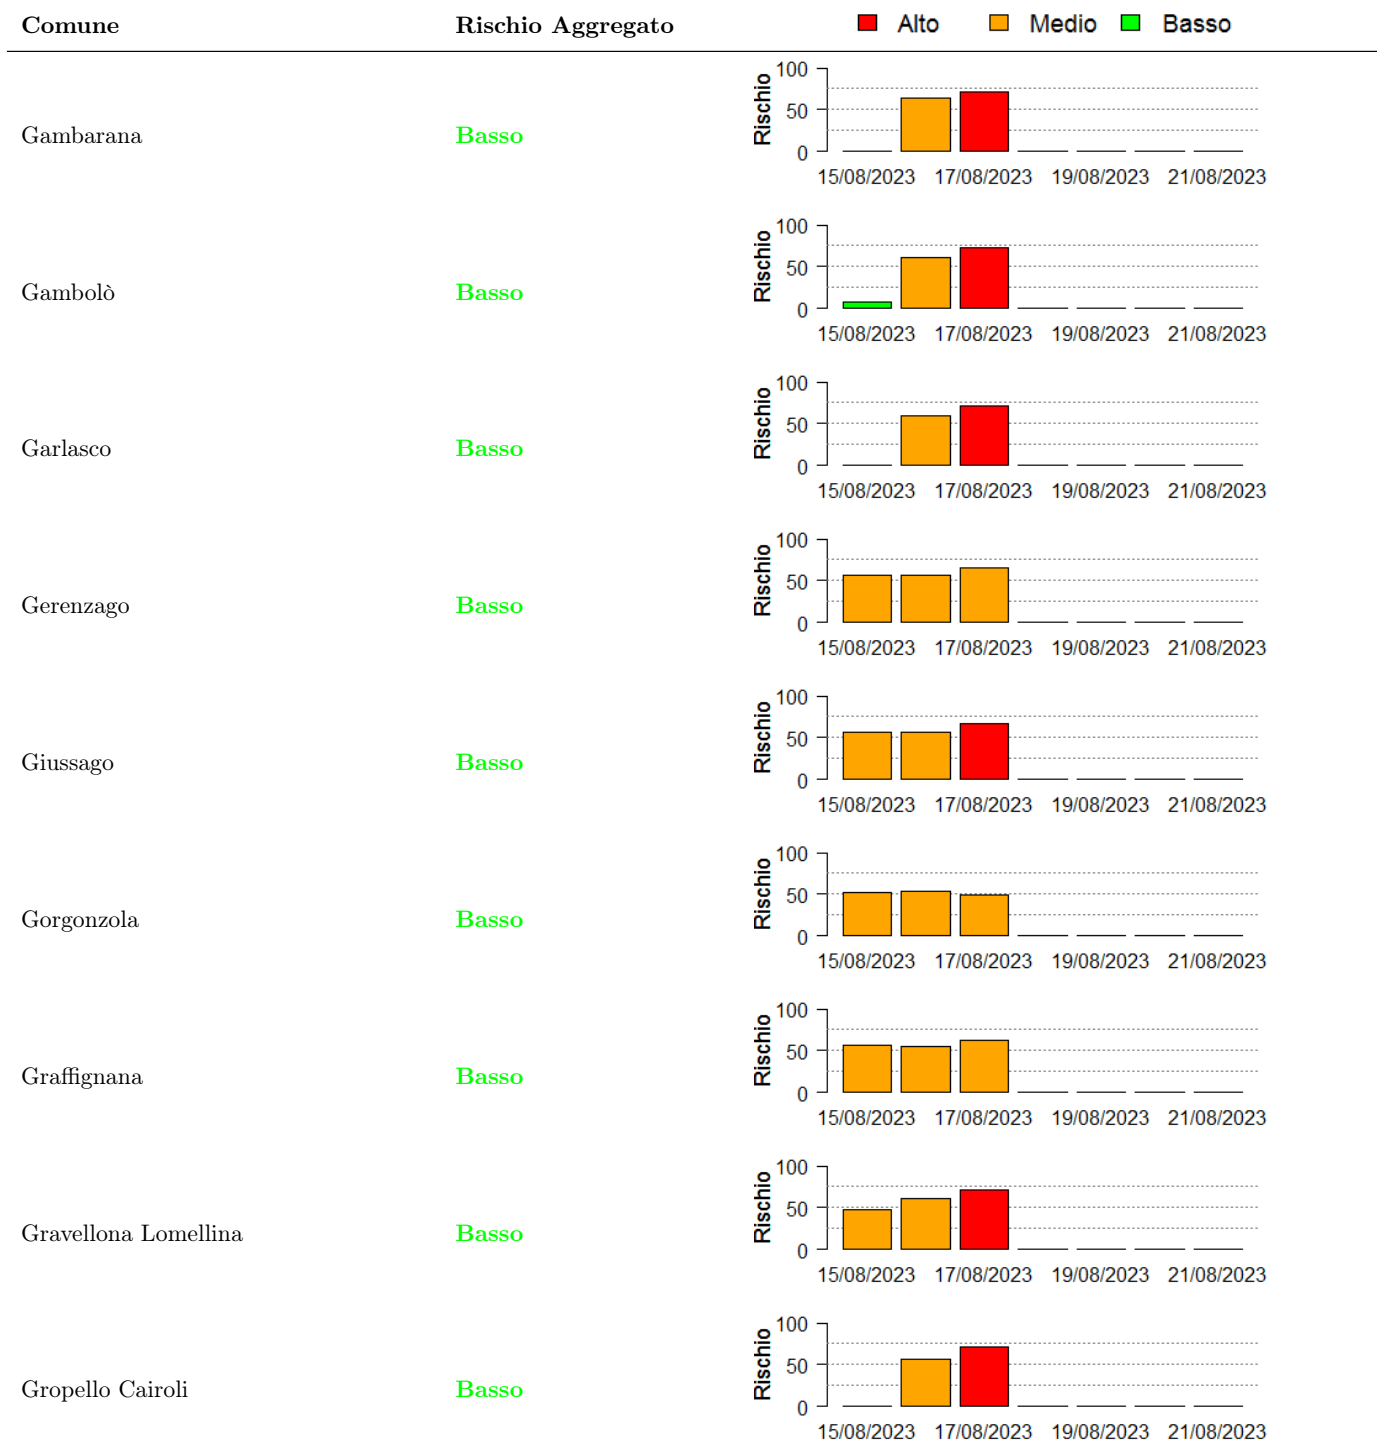 Comune Rischio Aggregato Alto Medio Basso
100
50
0
Rischio
Gambarana Basso
15/08/2023 17/08/2023 19/08/2023 21/08/2023
100
50
0
Rischio
Gambolò Basso
15/08/2023 17/08/2023 19/08/2023 21/08/2023
100
50
0
Rischio
Garlasco Basso
15/08/2023 17/08/2023 19/08/2023 21/08/2023
100
50
0
Rischio
Gerenzago Basso
15/08/2023 17/08/2023 19/08/2023 21/08/2023
100
50
0
Rischio
Giussago Basso
15/08/2023 17/08/2023 19/08/2023 21/08/2023
100
50
0
Rischio
Gorgonzola Basso
15/08/2023 17/08/2023 19/08/2023 21/08/2023
100
50
0
Rischio
Graffignana Basso
15/08/2023 17/08/2023 19/08/2023 21/08/2023
100
50
0
Rischio
Gravellona Lomellina Basso
15/08/2023 17/08/2023 19/08/2023 21/08/2023
100
50
0
Rischio
Gropello Cairoli Basso
15/08/2023 17/08/2023 19/08/2023 21/08/2023